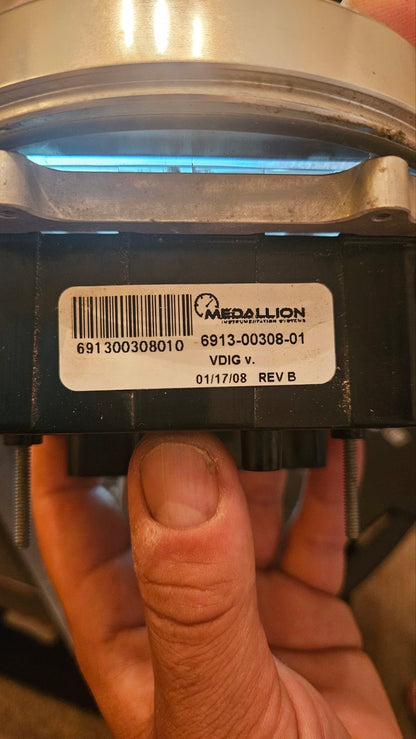 MEDALLION
INSTRUMENTATION SYSTEMS
691300308010 6913-00308-01
VDIG v.
01/17/08 REV B